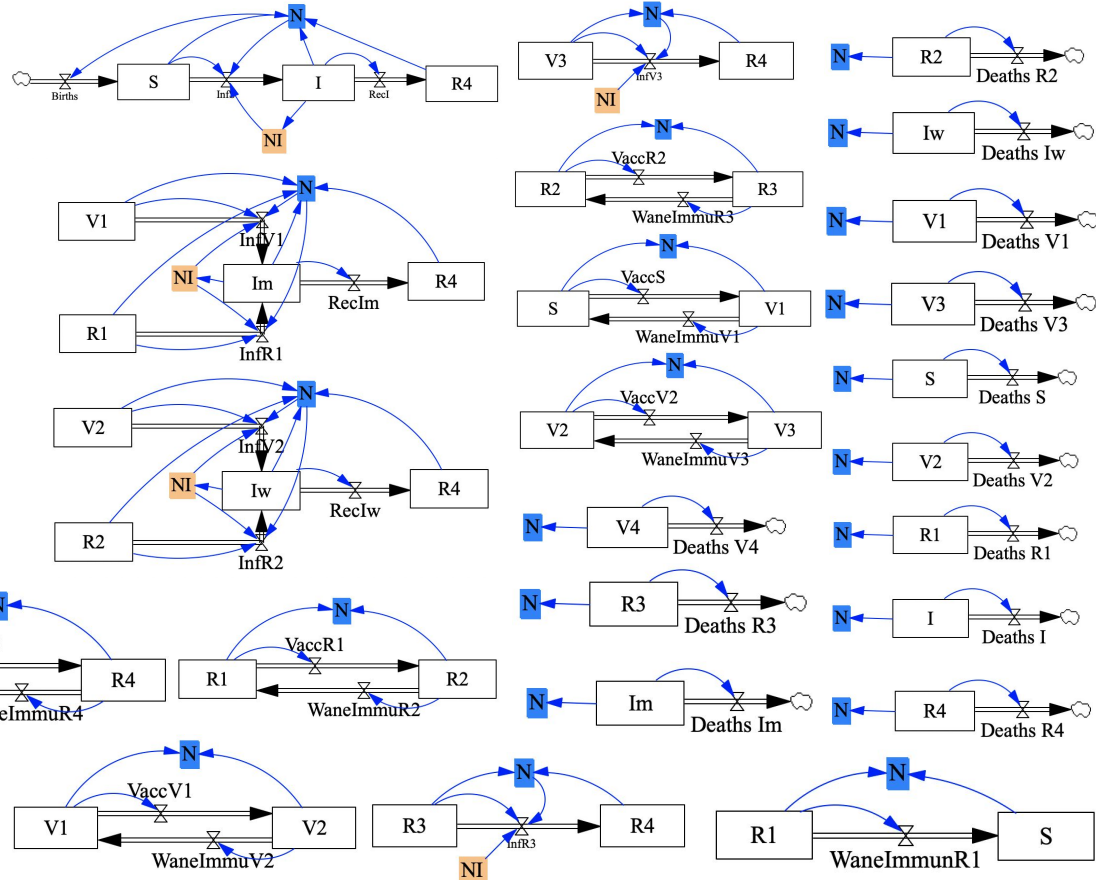 N
Births
S
Inf
I
RecI
R4
NI
N
V3
InfV3
R4
NI
N
R2
Deaths R2
N
Iw
Deaths Iw
N
R2
VaccR2
R3
WaneImmuR3
N
V1
InfV1
NI
Im
RecIm
R4
R1
InfR1
N
V1
Deaths V1
N
S
VaccS
V1
WaneImmuV1
N
V3
Deaths V3
N
V2
InfV2
NI
Iw
RecIw
R4
R2
InfR2
N
V2
VaccV2
V3
WaneImmuV3
N
S
Deaths S
N
V2
Deaths V2
N
V4
Deaths V4
N
R1
Deaths R1
N
R3
Deaths R3
N
I
Deaths I
N
R4
eImmuR4
N
R1
VaccR1
R2
WaneImmuR2
N
Im
Deaths Im
N
R4
Deaths R4
N
V1
VaccV1
V2
WaneImmuV2
N
R3
InfR3
R4
NI
N
R1
WaneImmunR1
S